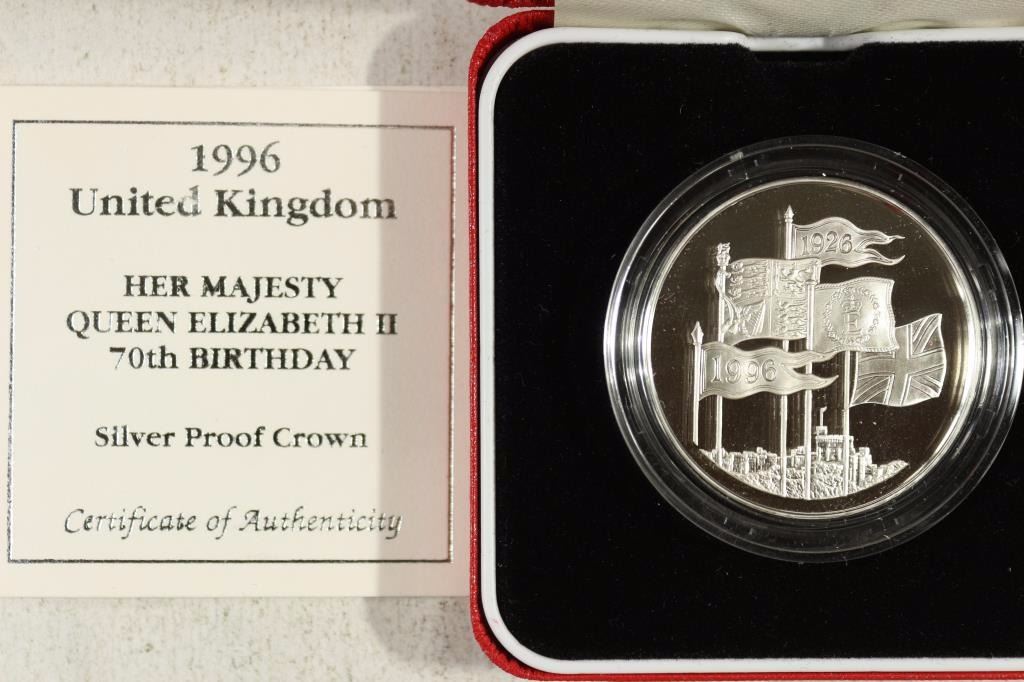 1996
United Kingdom
HER MAJESTY
QUEEN ELIZABETH II
70th BIRTHDAY
Silver Proof Crown
Certificate of Authenticity
1926
1996